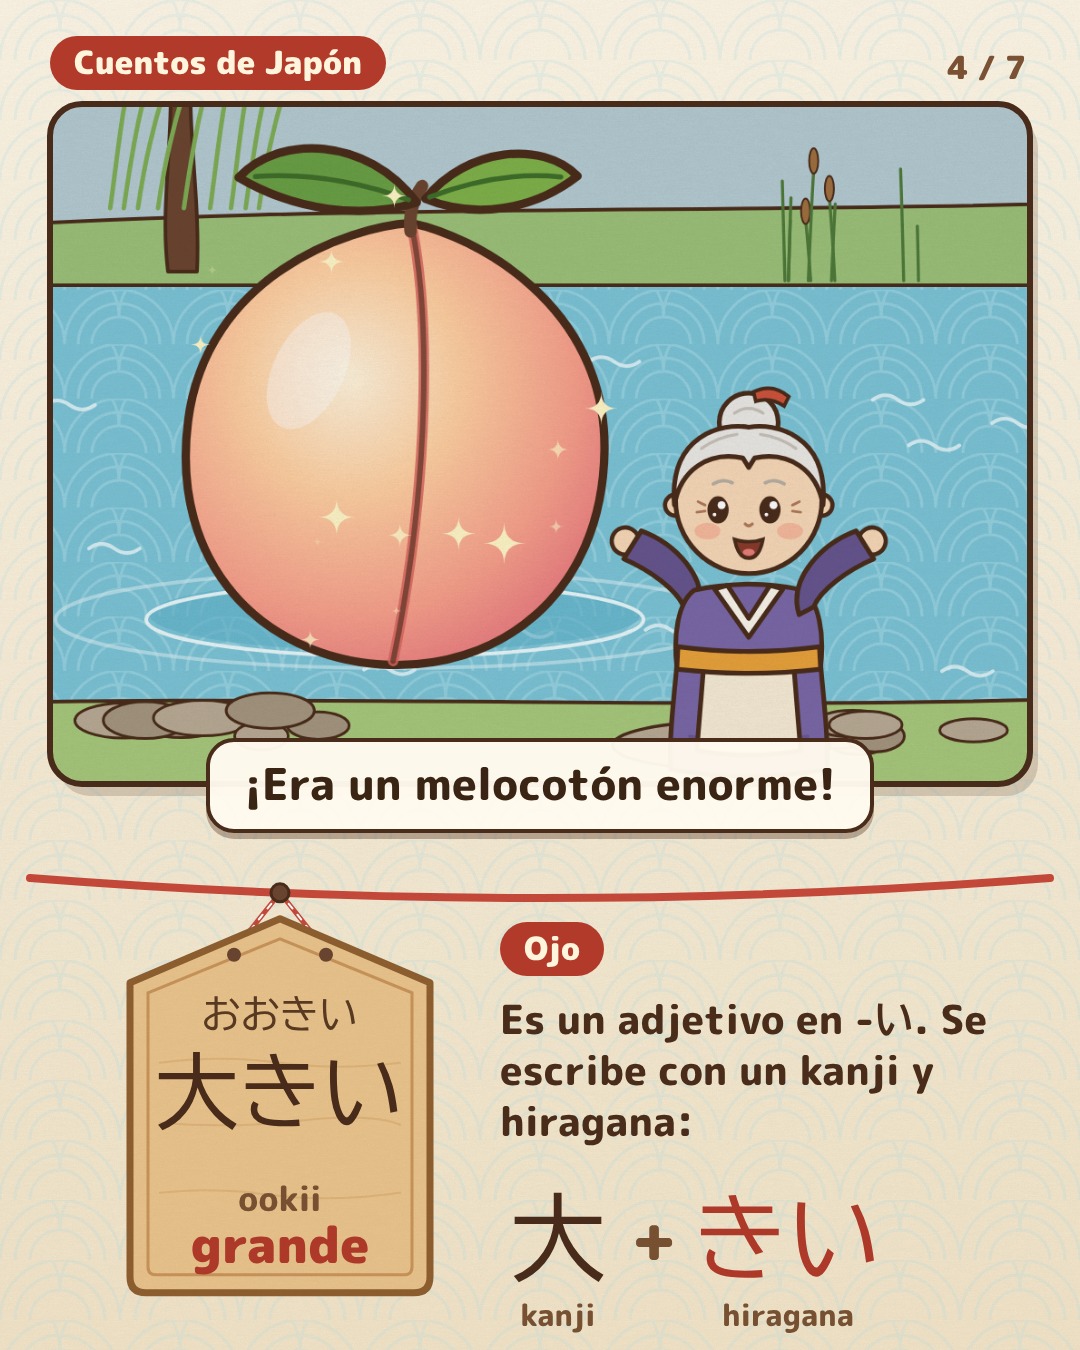 Cuentos de Japón
4 / 7
¡Era un melocotón enorme!
おおきい
大きい
ookii
grande
Ojo
Es un adjetivo en -い. Se
escribe con un kanji y
hiragana:
大 + きい
kanji hiragana